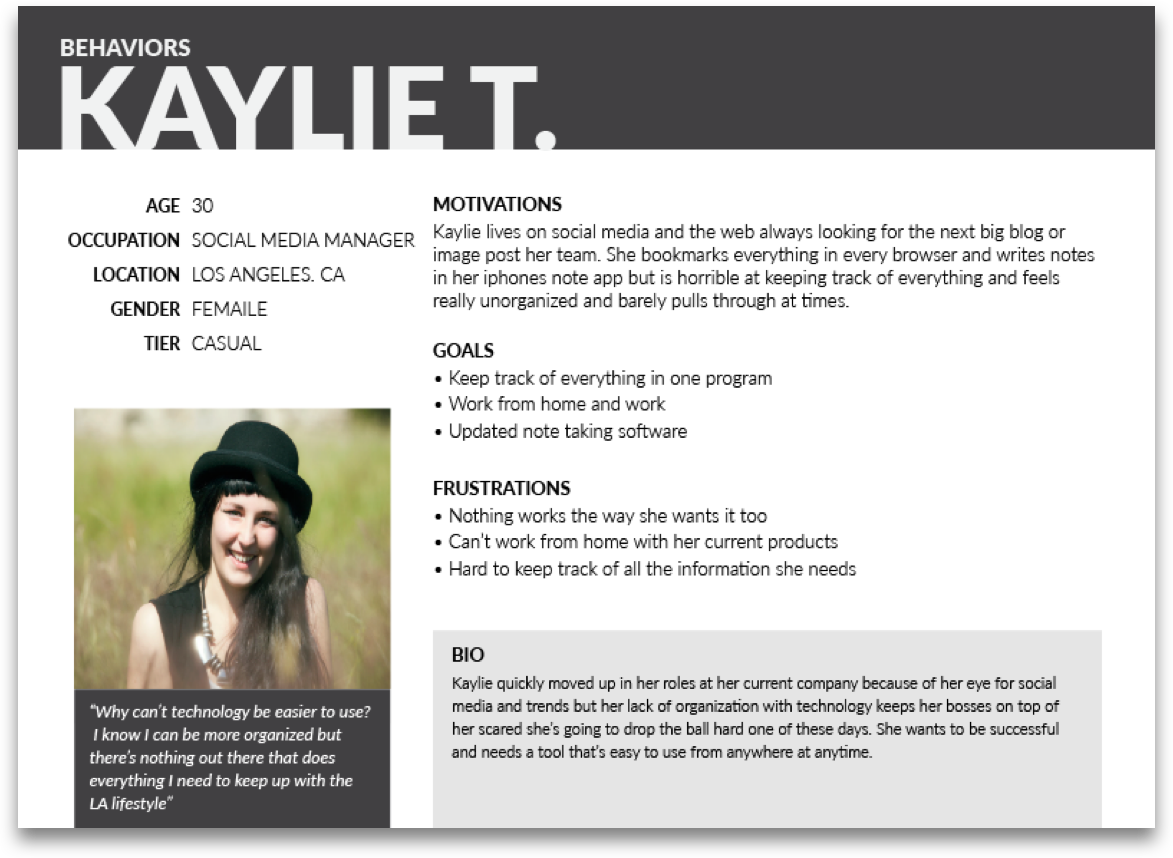 BEHAVIORS
KAYLIE T.
AGE 30
OCCUPATION SOCIAL MEDIA MANAGER
LOCATION LOS ANGELES. CA
GENDER FEMAILE
TIER CASUAL
“Why can't technology be easier to use?
I know I can be more organized but
there's nothing out there that does
everything I need to keep up with the
LA lifestyle”
MOTIVATIONS
Kaylie lives on social media and the web always looking for the next big blog or
image post her team. She bookmarks everything in every browser and writes notes
in her iphones note app but is horrible at keeping track of everything and feels
really unorganized and barely pulls through at times.
GOALS
• Keep track of everything in one program
• Work from home and work
• Updated note taking software
FRUSTRATIONS
• Nothing works the way she wants it too
• Can't work from home with her current products
• Hard to keep track of all the information she needs
BIO
Kaylie quickly moved up in her roles at her current company because of her eye for social
media and trends but her lack of organization with technology keeps her bosses on top of
her scared she's going to drop the ball hard one of these days. She wants to be successful
and needs a tool that's easy to use from anywhere at anytime.